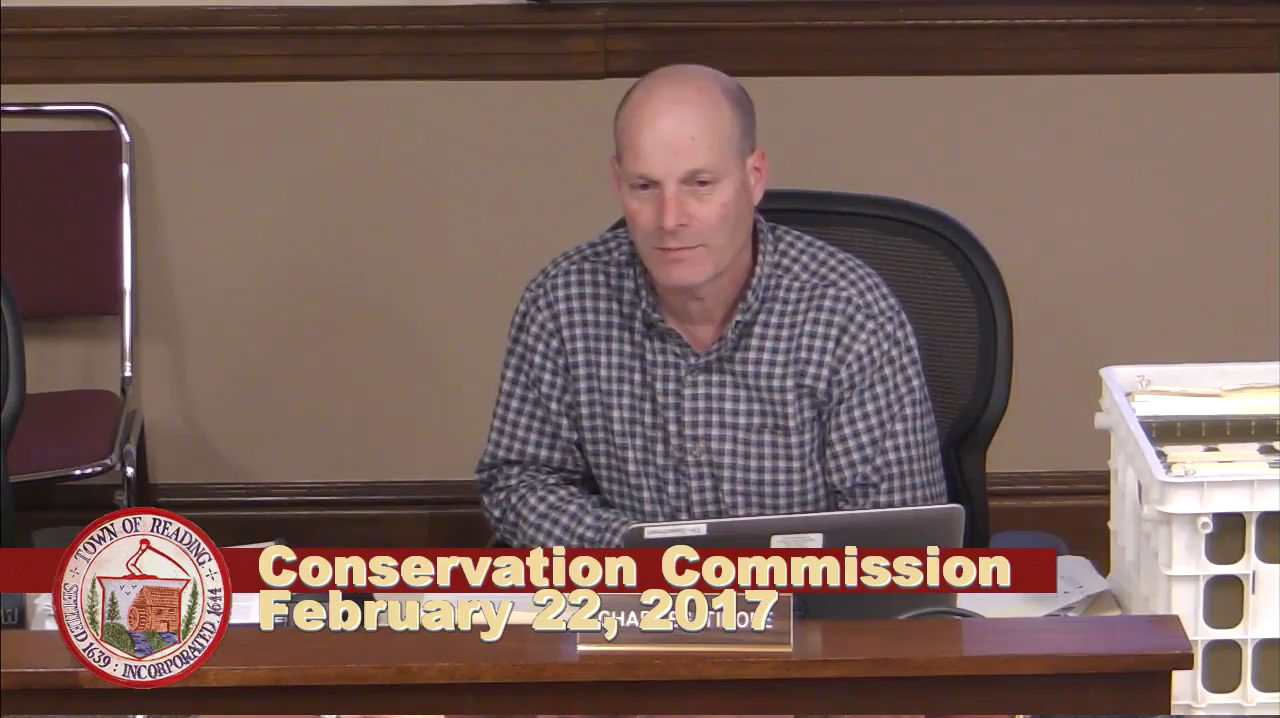 Conservation Commission
February 22, 2017
TOWN OF READING
SETTLED 1639 : INCORPORATED 1644